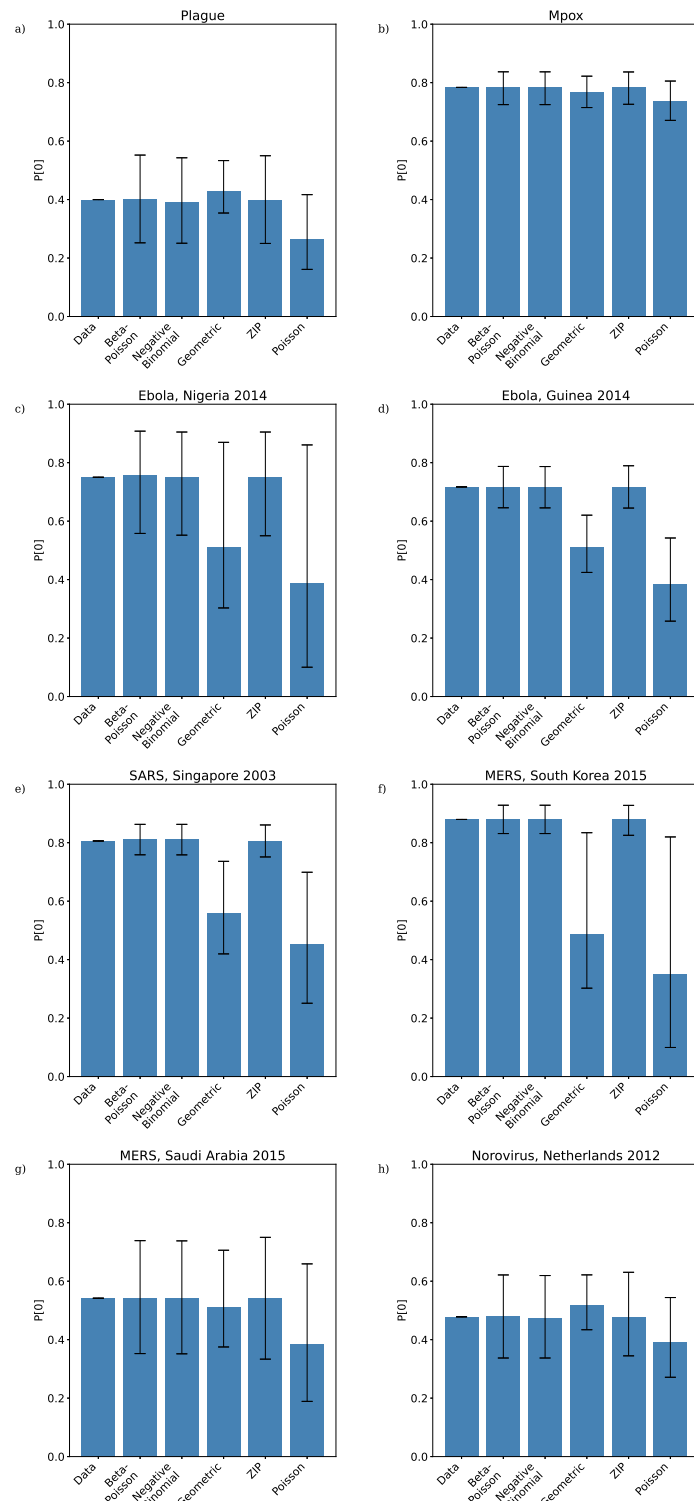 a)
Plague
1.0
0.8
0.6
0.4
0.2
0.0
P[0]
Data
Beta-
Poisson
Negative
Binomial
Geometric
ZIP
Poisson
b)
Mpox
1.0
0.8
0.6
0.4
0.2
0.0
P[0]
Data
Beta-
Poisson
Negative
Binomial
Geometric
ZIP
Poisson
c)
Ebola, Nigeria 2014
1.0
0.8
0.6
0.4
0.2
0.0
P[0]
Data
Beta-
Poisson
Negative
Binomial
Geometric
ZIP
Poisson
d)
Ebola, Guinea 2014
1.0
0.8
0.6
0.4
0.2
0.0
P[0]
Data
Beta-
Poisson
Negative
Binomial
Geometric
ZIP
Poisson
e)
SARS, Singapore 2003
1.0
0.8
0.6
0.4
0.2
0.0
P[0]
Data
Beta-
Poisson
Negative
Binomial
Geometric
ZIP
Poisson
f)
MERS, South Korea 2015
1.0
0.8
0.6
0.4
0.2
0.0
P[0]
Data
Beta-
Poisson
Negative
Binomial
Geometric
ZIP
Poisson
g)
MERS, Saudi Arabia 2015
1.0
0.8
0.6
0.4
0.2
0.0
P[0]
Data
Beta-
Poisson
Negative
Binomial
Geometric
ZIP
Poisson
h)
Norovirus, Netherlands 2012
1.0
0.8
0.6
0.4
0.2
0.0
P[0]
Data
Beta-
Poisson
Negative
Binomial
Geometric
ZIP
Poisson